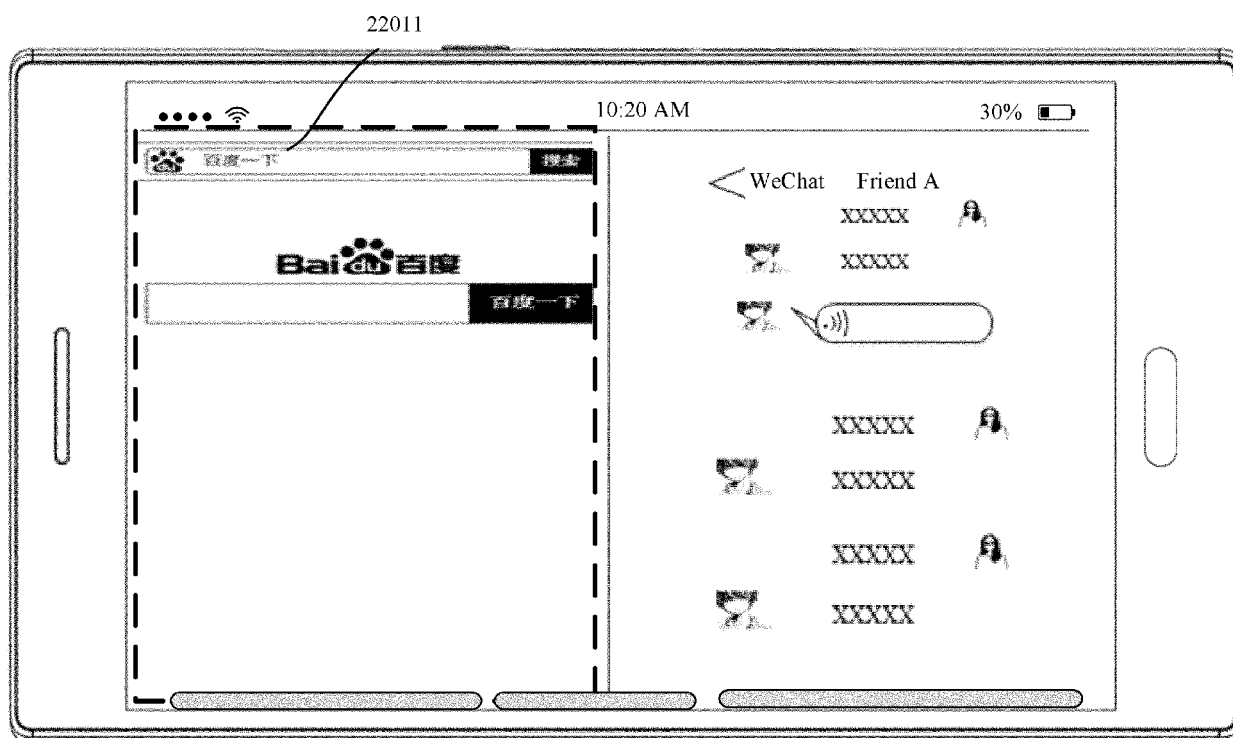 22011
10:20 AM
30%
du 百度一下 搜索
Bai du 百度
百度一下
WeChat Friend A
XXXXX
XXXXX
XXXXX
XXXXX
XXXXX
XXXXX